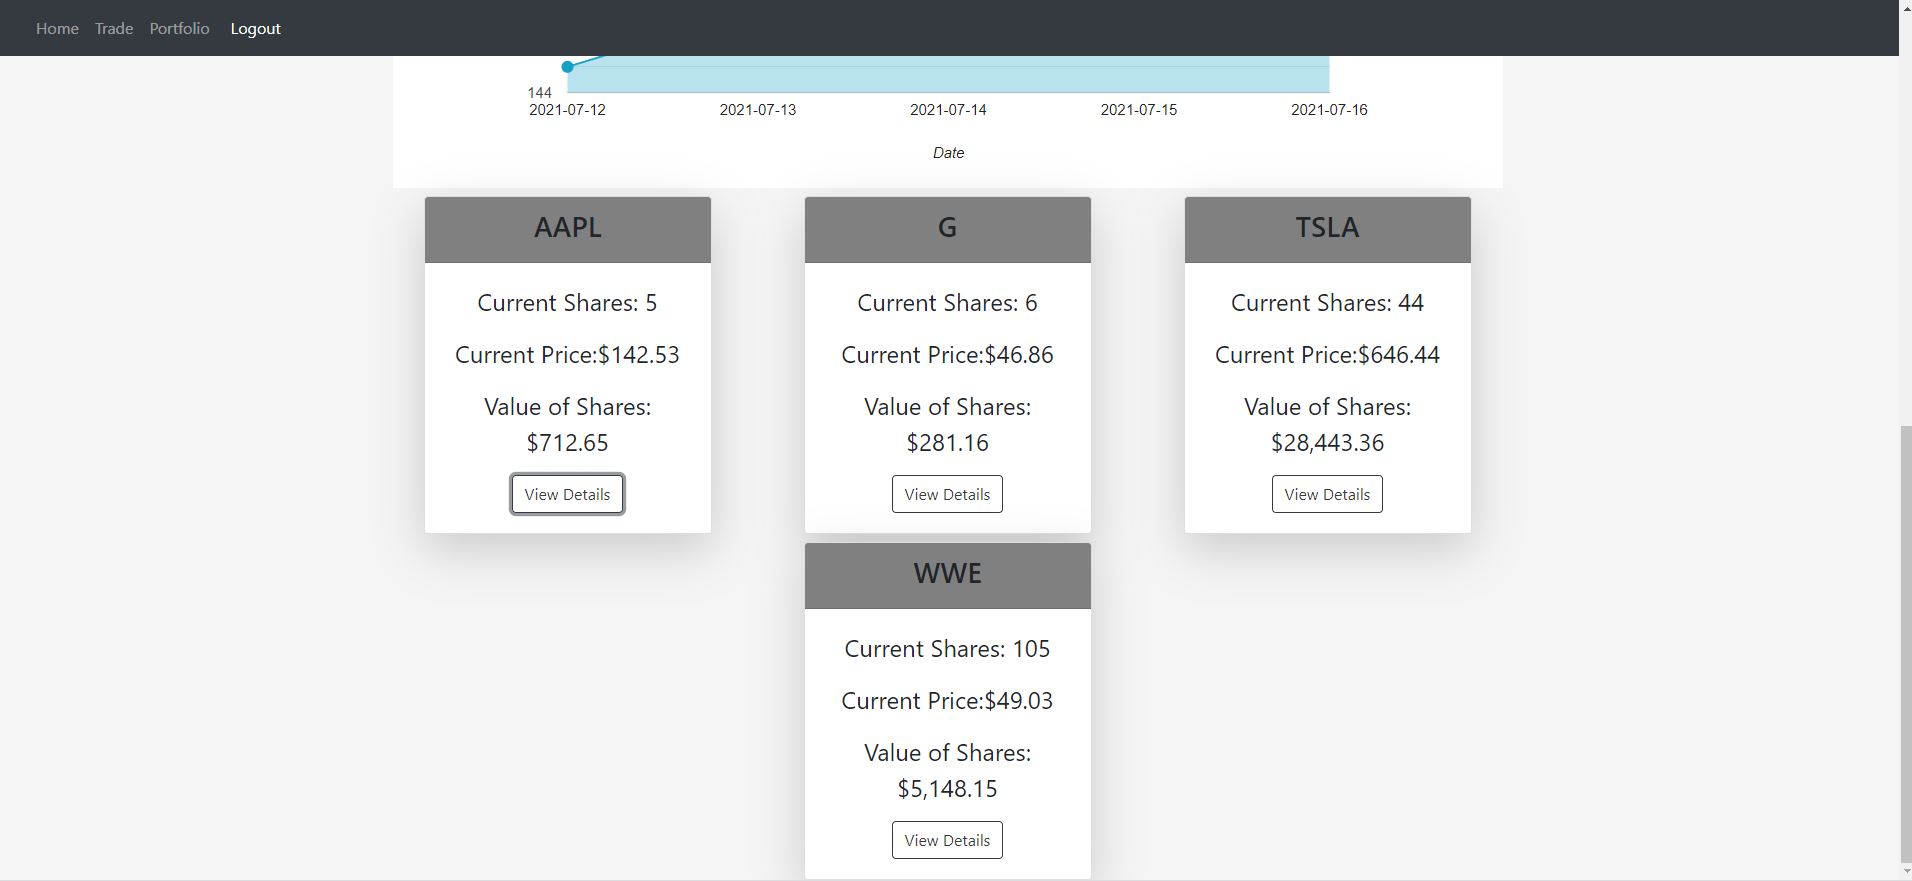 Home Trade Portfolio Logout
144
2021-07-12 2021-07-13 2021-07-14 2021-07-15 2021-07-16
Date
AAPL
Current Shares: 5
Current Price:$142.53
Value of Shares:
$712.65
View Details
G
Current Shares: 6
Current Price:$46.86
Value of Shares:
$281.16
View Details
TSLA
Current Shares: 44
Current Price:$646.44
Value of Shares:
$28,443.36
View Details
WWE
Current Shares: 105
Current Price:$49.03
Value of Shares:
$5,148.15
View Details